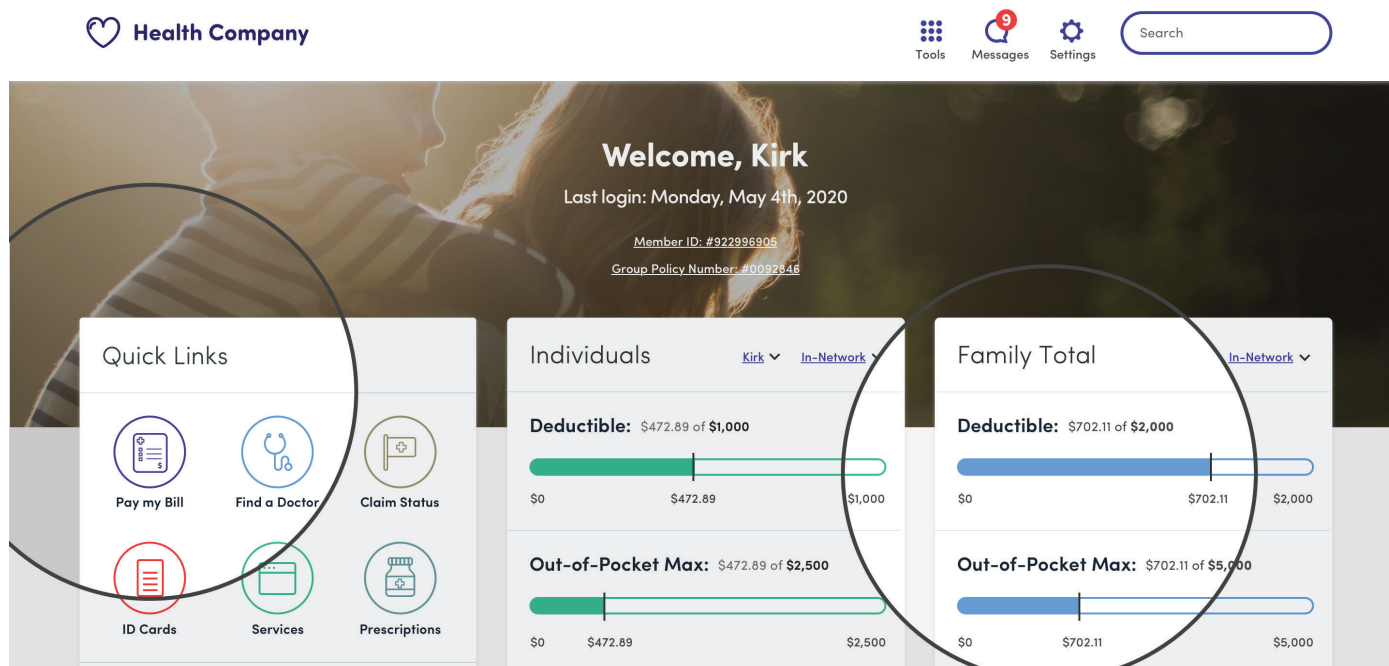 Health Company
9
Tools
Messages
Settings
Search
Welcome, Kirk
Last login: Monday, May 4th, 2020
Member ID: #922996905
Group Policy Number: #0092846
Quick Links
Pay my Bill
Find a Doctor
Claim Status
ID Cards
Services
Prescriptions
Individuals
Kirk
In-Network
Deductible: $472.89 of $1,000
$0
$472.89
$1,000
Out-of-Pocket Max: $472.89 of $2,500
$0
$472.89
$2,500
Family Total
In-Network
Deductible: $702.11 of $2,000
$0
$702.11
$2,000
Out-of-Pocket Max: $702.11 of $5,000
$0
$702.11
$5,000